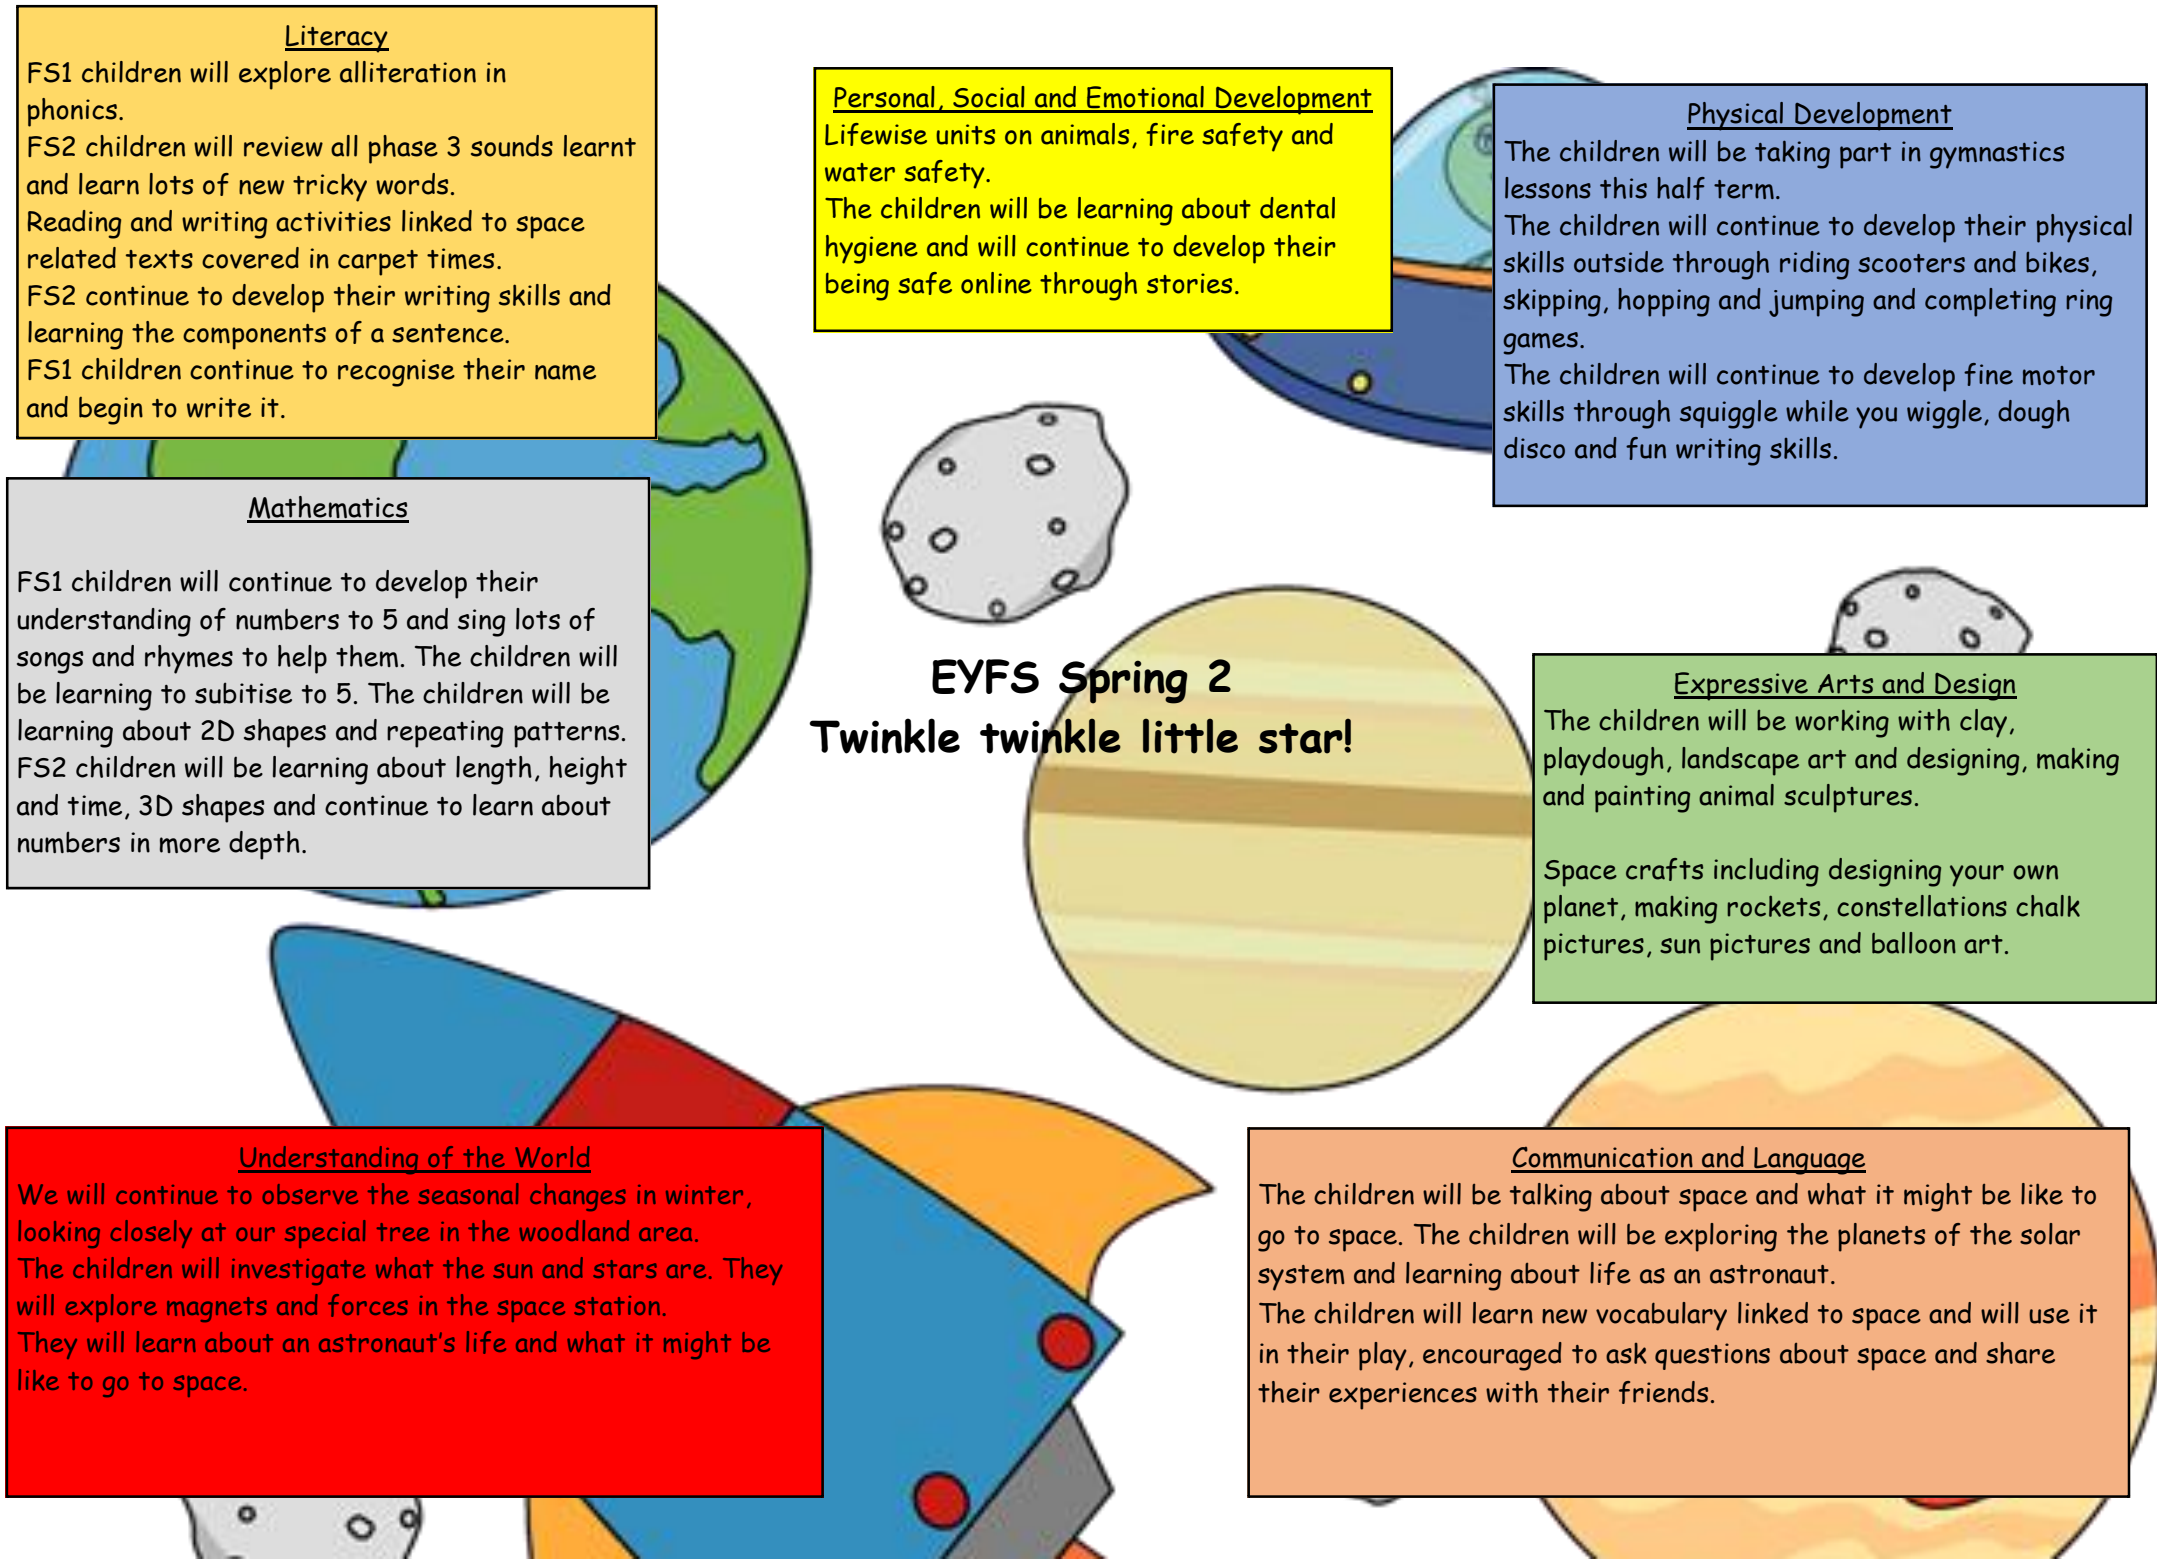 Literacy
FS1 children will explore alliteration in
phonics.
FS2 children will review all phase 3 sounds learnt
and learn lots of new tricky words.
Reading and writing activities linked to space
related texts covered in carpet times.
FS2 continue to develop their writing skills and
learning the components of a sentence.
FS1 children continue to recognise their name
and begin to write it.
Personal, Social and Emotional Development
Lifewise units on animals, fire safety and
water safety.
The children will be learning about dental
hygiene and will continue to develop their
being safe online through stories.
Physical Development
The children will be taking part in gymnastics
lessons this half term.
The children will continue to develop their physical
skills outside through riding scooters and bikes,
skipping, hopping and jumping and completing ring
games.
The children will continue to develop fine motor
skills through squiggle while you wiggle, dough
disco and fun writing skills.
Mathematics
FS1 children will continue to develop their
understanding of numbers to 5 and sing lots of
songs and rhymes to help them. The children will
be learning to subitise to 5. The children will be
learning about 2D shapes and repeating patterns.
FS2 children will be learning about length, height
and time, 3D shapes and continue to learn about
numbers in more depth.
EYFS Spring 2
Twinkle twinkle little star!
Expressive Arts and Design
The children will be working with clay,
playdough, landscape art and designing, making
and painting animal sculptures.
Space crafts including designing your own
planet, making rockets, constellations chalk
pictures, sun pictures and balloon art.
Understanding of the World
We will continue to observe the seasonal changes in winter,
looking closely at our special tree in the woodland area.
The children will investigate what the sun and stars are. They
will explore magnets and forces in the space station.
They will learn about an astronaut's life and what it might be
like to go to space.
Communication and Language
The children will be talking about space and what it might be like to
go to space. The children will be exploring the planets of the solar
system and learning about life as an astronaut.
The children will learn new vocabulary linked to space and will use it
in their play, encouraged to ask questions about space and share
their experiences with their friends.